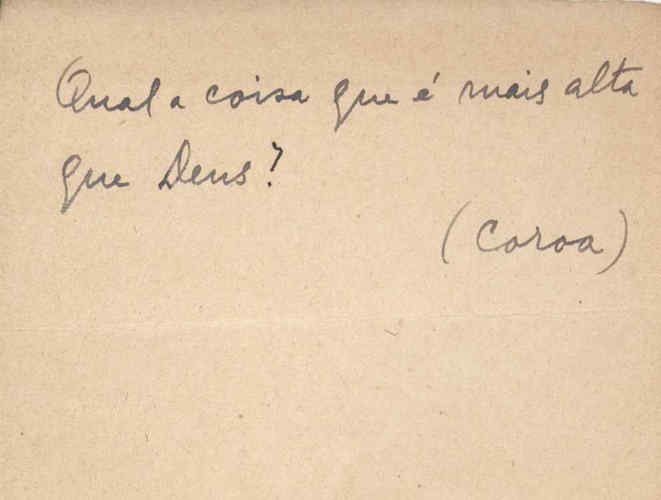 Qual a coisa que é mais alta
que Deus?
(Coroa)